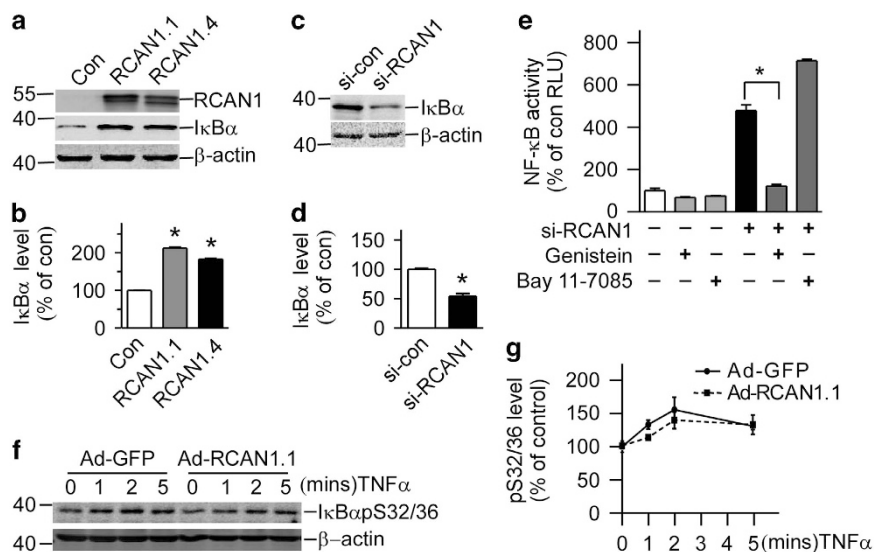 a
Con RCAN1.1 RCAN1.4
55
RCAN1
40
IκBα
40
β-actin
b
IκBα level
(% of con)
200
100
0
* *
Con RCAN1.1 RCAN1.4
c
si-con si-RCAN1
40
IκBα
40
β-actin
d
IκBα level
(% of con)
100
50
0
*
si-con si-RCAN1
e
NF-κB activity
(% of con RLU)
800
600
400
200
0
*
si-RCAN1 − − − + + +
Genistein − + − − + −
Bay 11-7085 − − + − − +
f
Ad-GFP Ad-RCAN1.1
0 1 2 5 0 1 2 5 (mins)TNFα
40
IκBαpS32/36
40
β-actin
g
Ad-GFP
Ad-RCAN1.1
pS32/36 level
(% of control)
200
150
100
50
0
0 1 2 3 4 5 (mins)TNFα